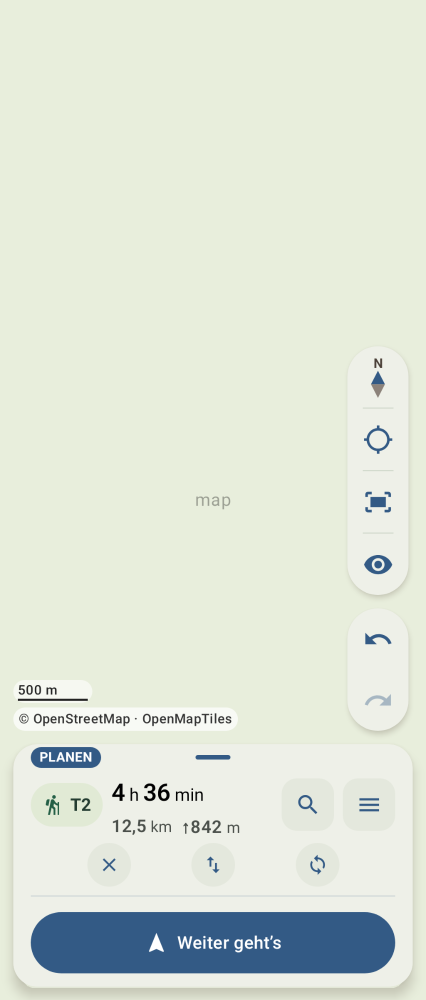 N
map
500 m
© OpenStreetMap · OpenMapTiles
PLANEN
T2
4 h 36 min
12,5 km ↑842 m
Weiter geht's